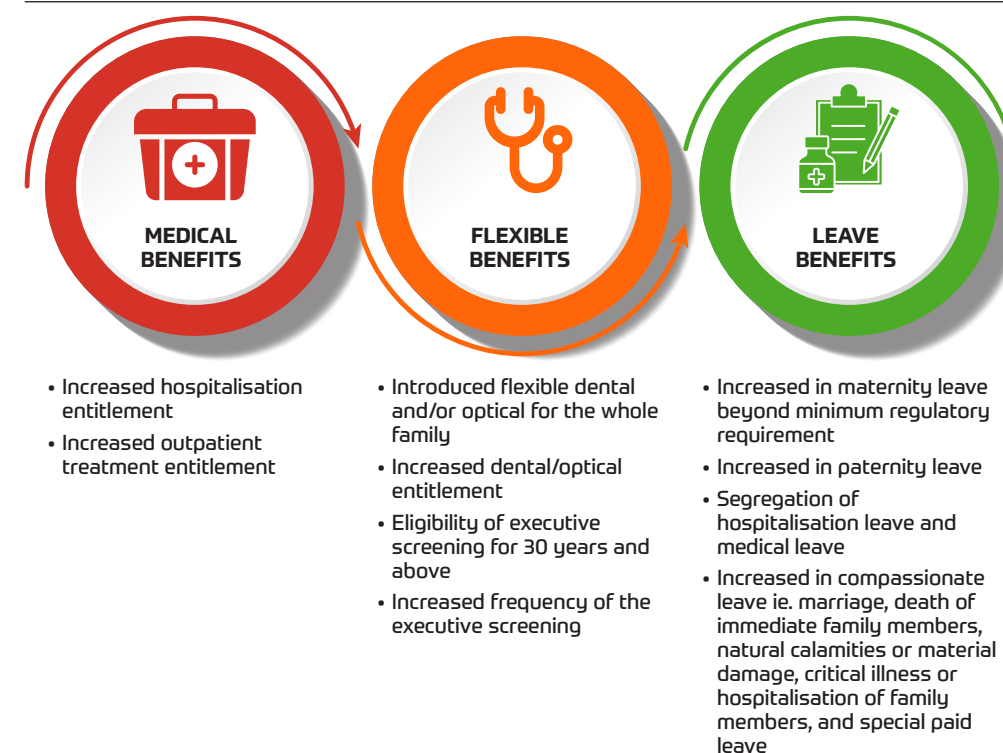 MEDICAL
BENEFITS
• Increased hospitalisation
entitlement
• Increased outpatient
treatment entitlement
FLEXIBLE
BENEFITS
• Introduced flexible dental
and/or optical for the whole
family
• Increased dental/optical
entitlement
• Eligibility of executive
screening for 30 years and
above
• Increased frequency of the
executive screening
LEAVE
BENEFITS
• Increased in maternity leave
beyond minimum regulatory
requirement
• Increased in paternity leave
• Segregation of
hospitalisation leave and
medical leave
• Increased in compassionate
leave ie. marriage, death of
immediate family members,
natural calamities or material
damage, critical illness or
hospitalisation of family
members, and special paid
leave